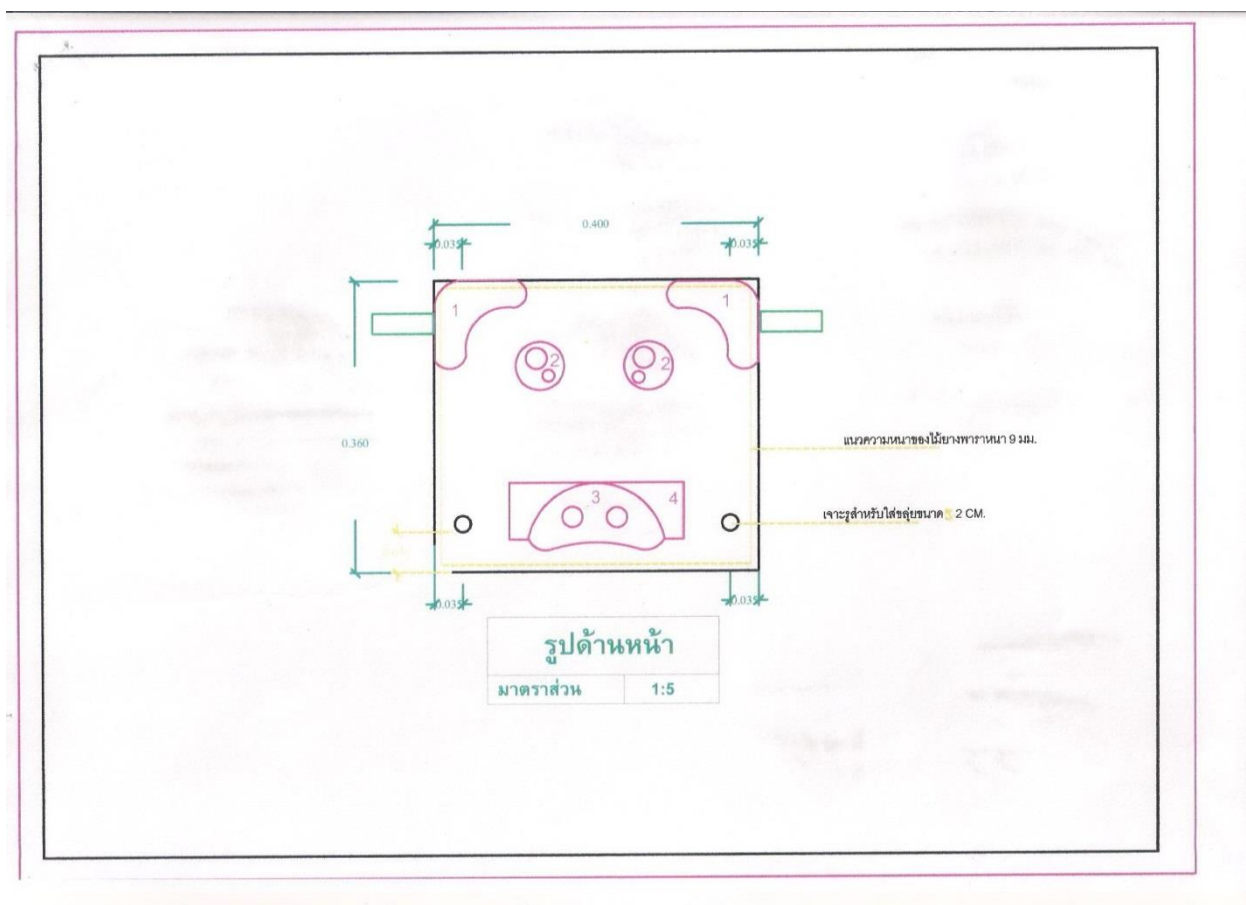 0.400
0.035 0.035
1 1
2 2
0.360
แนวความหนาของไม้ยางพาราหนา 9 มม.
3 4
เจาะรูสำหรับใส่ขลุ่ยขนาด 2 CM.
0.035 0.035
รูปด้านหน้า
มาตราส่วน 1:5